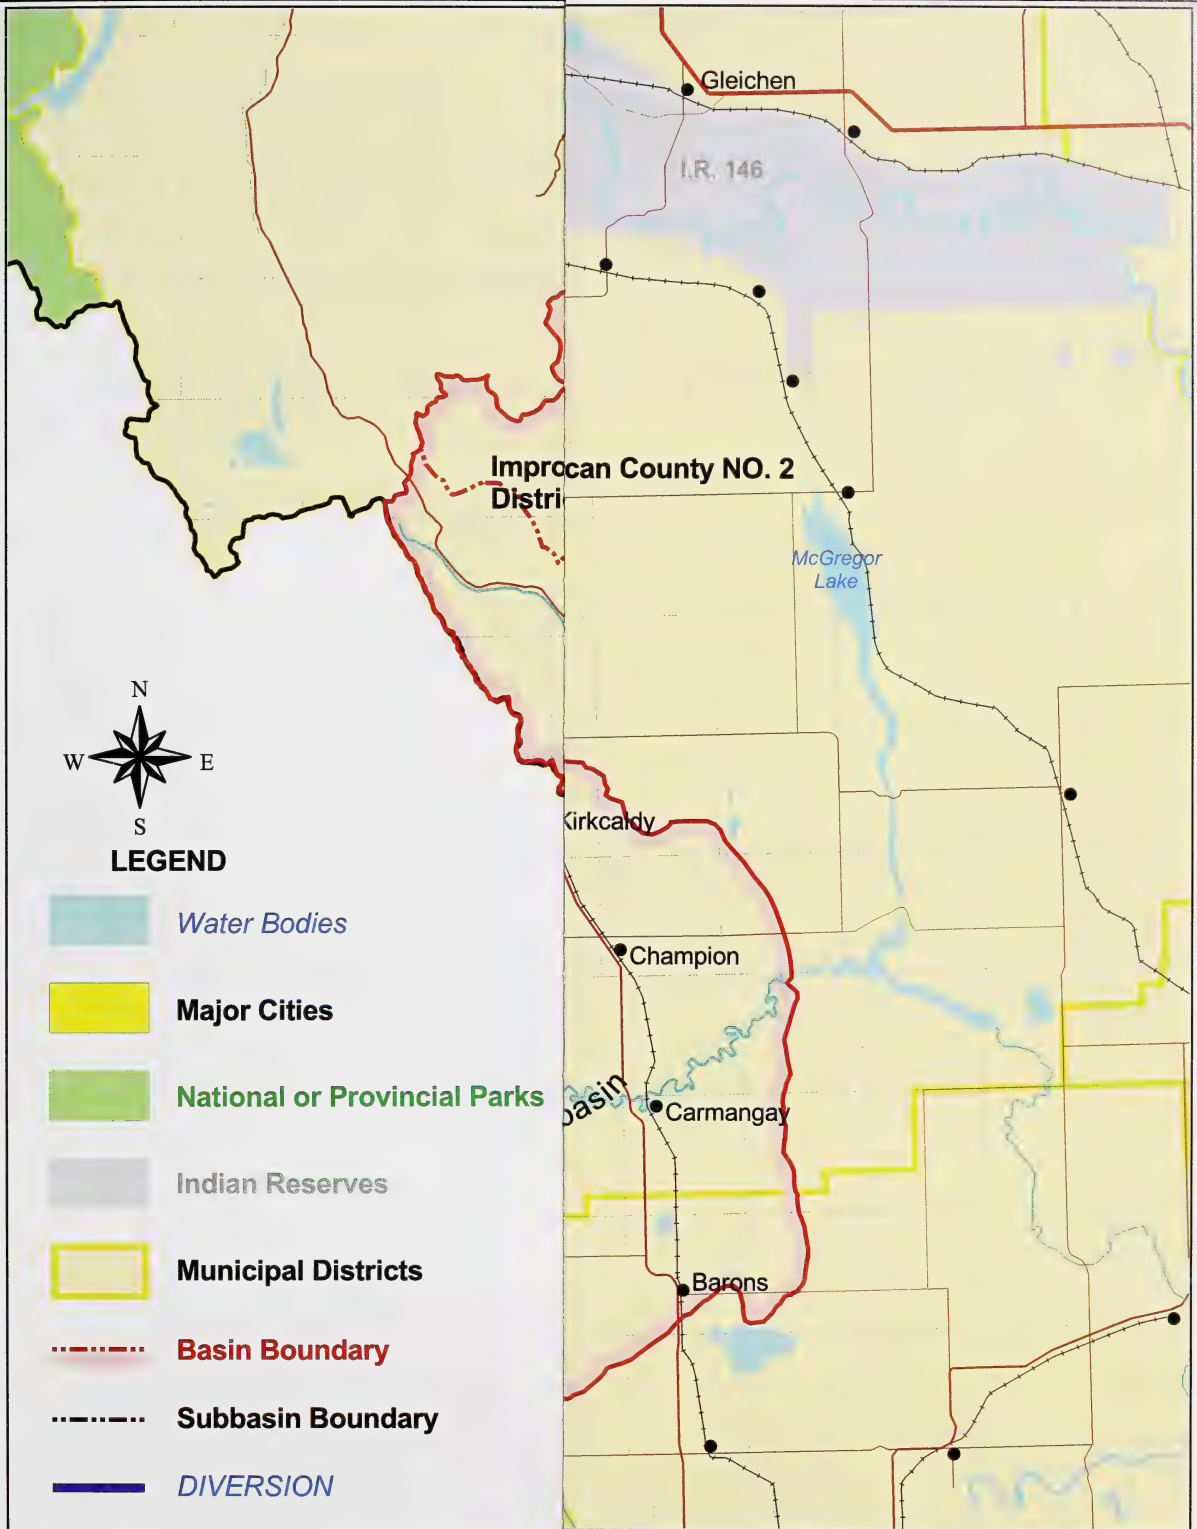 Gleichen
I.R. 146
Improcan County NO. 2
Distri
McGregor
Lake
N
W E
S
Kirkcaldy
LEGEND
Water Bodies
Champion
Major Cities
basin
National or Provincial Parks
Carmangay
Indian Reserves
Municipal Districts
Barons
Basin Boundary
Subbasin Boundary
DIVERSION